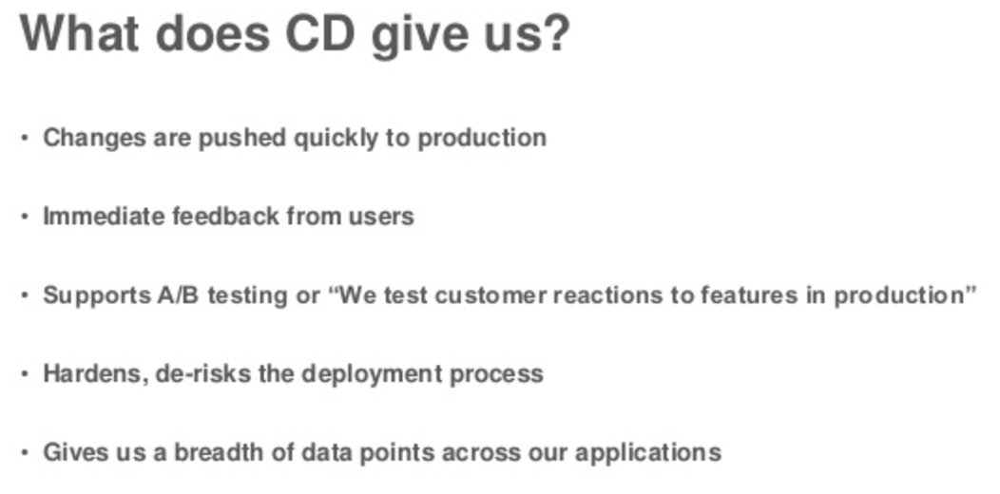 What does CD give us?
• Changes are pushed quickly to production
• Immediate feedback from users
• Supports A/B testing or “We test customer reactions to features in production”
• Hardens, de-risks the deployment process
• Gives us a breadth of data points across our applications